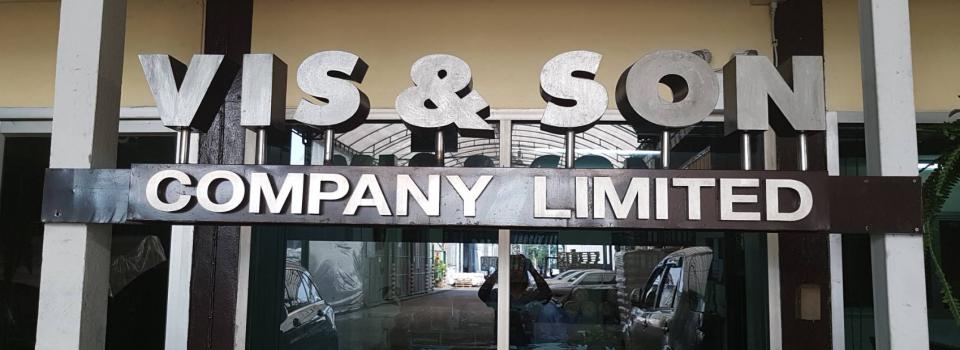 VIS & SON
COMPANY LIMITED